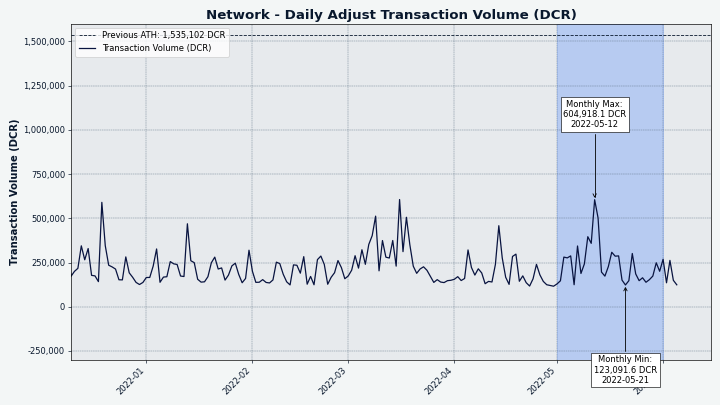 Network - Daily Adjust Transaction Volume (DCR)
Previous ATH: 1,535,102 DCR
Transaction Volume (DCR)
Transaction Volume (DCR)
1,500,000
1,250,000
1,000,000
750,000
500,000
250,000
0
-250,000
Monthly Max:
604,918.1 DCR
2022-05-12
Monthly Min:
123,091.6 DCR
2022-05-21
2022-01
2022-02
2022-03
2022-04
2022-05